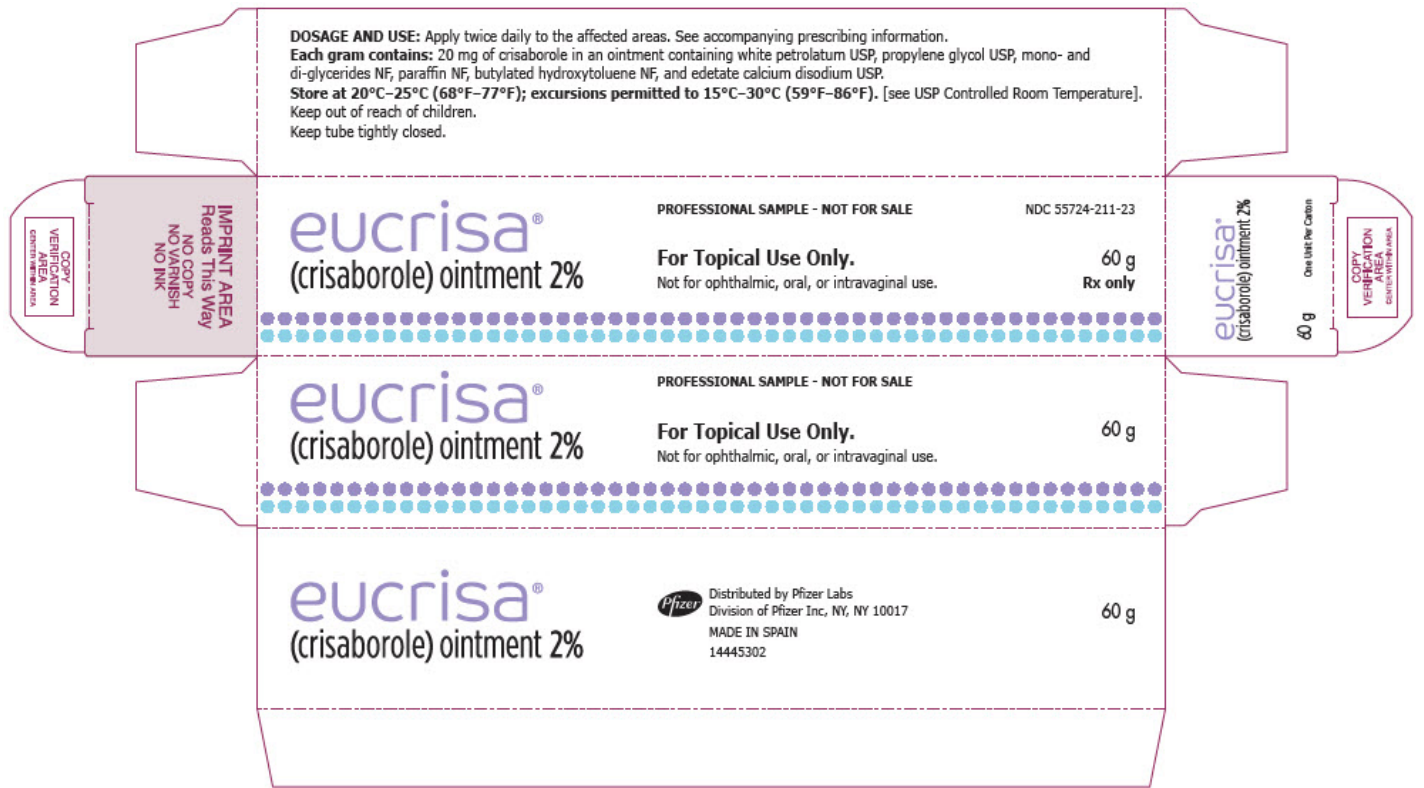 DOSAGE AND USE: Apply twice daily to the affected areas. See accompanying prescribing information.
Each gram contains: 20 mg of crisaborole in an ointment containing white petrolatum USP, propylene glycol USP, mono- and
di-glycerides NF, paraffin NF, butylated hydroxytoluene NF, and edetate calcium disodium USP.
Store at 20°C–25°C (68°F–77°F); excursions permitted to 15°C–30°C (59°F–86°F). [see USP Controlled Room Temperature].
Keep out of reach of children.
Keep tube tightly closed.
COPY
VERIFICATION
AREA
CENTER WITHIN AREA
IMPRINT AREA
Reads This Way
NO COPY
NO VARNISH
NO INK
eucrisa®
(crisaborole) ointment 2%
PROFESSIONAL SAMPLE - NOT FOR SALE
NDC 55724-211-23
For Topical Use Only.
60 g
Not for ophthalmic, oral, or intravaginal use.
Rx only
eucrisa®
(crisaborole) ointment 2%
60 g
One Unit Per Carton
COPY
VERIFICATION
AREA
CENTER WITHIN AREA
eucrisa®
(crisaborole) ointment 2%
PROFESSIONAL SAMPLE - NOT FOR SALE
For Topical Use Only.
60 g
Not for ophthalmic, oral, or intravaginal use.
eucrisa®
(crisaborole) ointment 2%
Pfizer
Distributed by Pfizer Labs
Division of Pfizer Inc, NY, NY 10017
MADE IN SPAIN
14445302
60 g